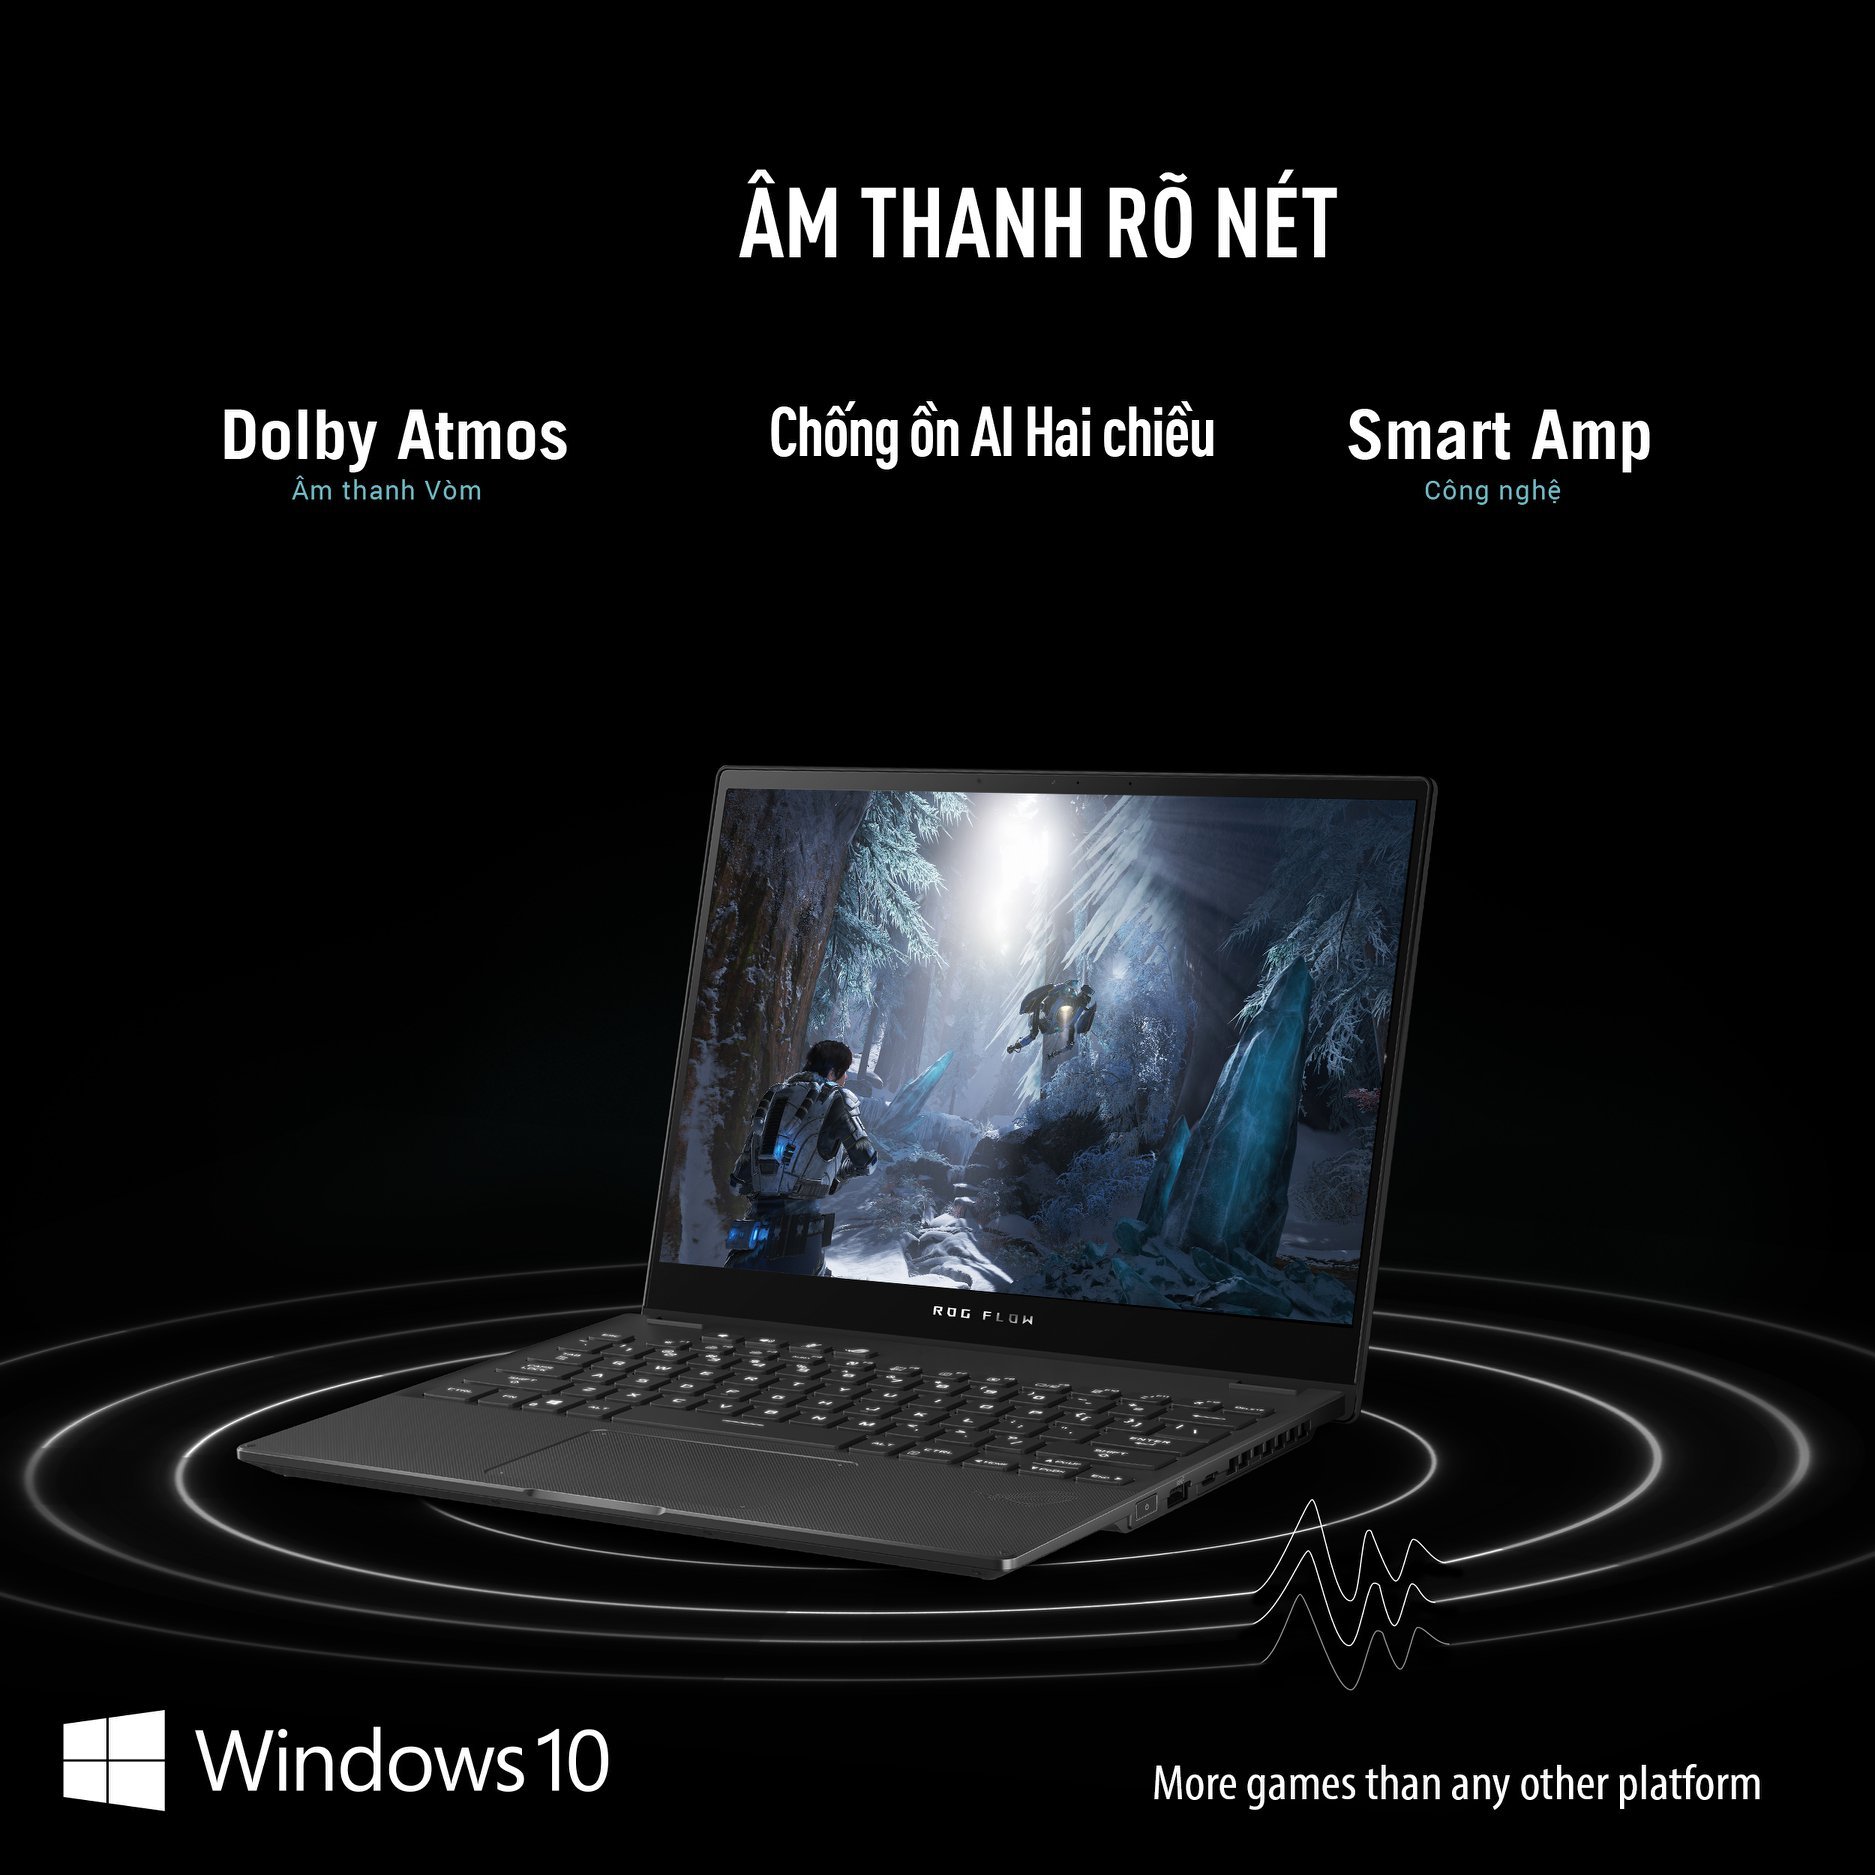 ÂM THANH RÕ NÉT
Dolby Atmos
Âm thanh Vòm
Chống ồn AI Hai chiều
Smart Amp
Công nghệ
ROG FLOW
Windows 10
More games than any other platform